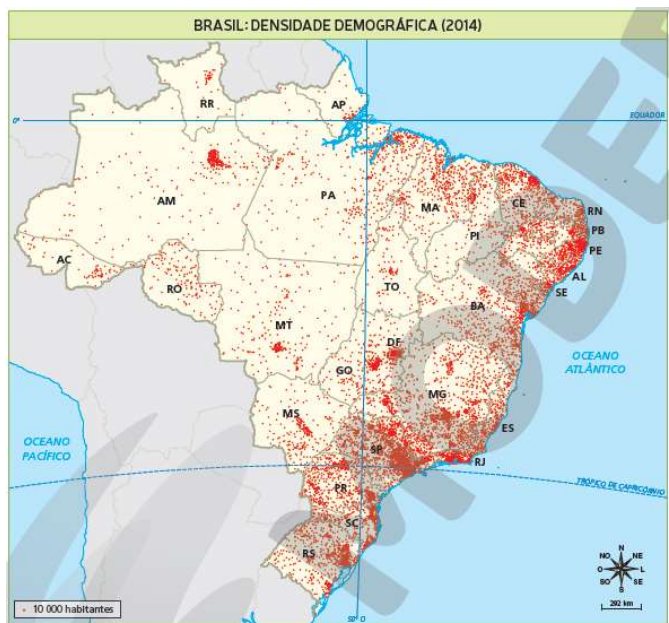 BRASIL: DENSIDADE DEMOGRÁFICA (2014)
RR
AP
0°
EQUADOR
AM
PA
MA
CE
RN
PB
PI
PE
AC
AL
TO
SE
RO
BA
MT
DF
GO
OCEANO
ATLÂNTICO
MG
MS
ES
OCEANO
PACÍFICO
SP
RJ
TRÓPICO DE CAPRICÓRNIO
PR
SC
RS
N
NO NE
O L
SO SE
S
10 000 habitantes
50° O
292 km
MODER